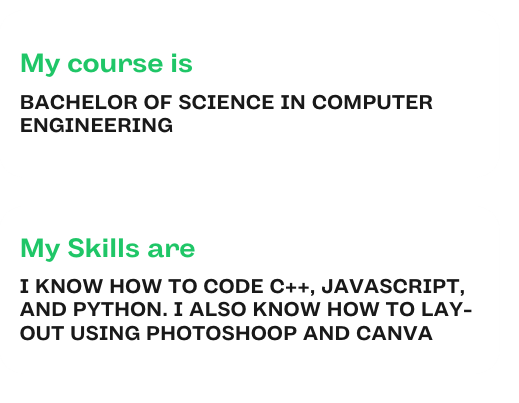 My course is
BACHELOR OF SCIENCE IN COMPUTER
ENGINEERING
My Skills are
I KNOW HOW TO CODE C++, JAVASCRIPT,
AND PYTHON. I ALSO KNOW HOW TO LAY-
OUT USING PHOTOSHOOP AND CANVA